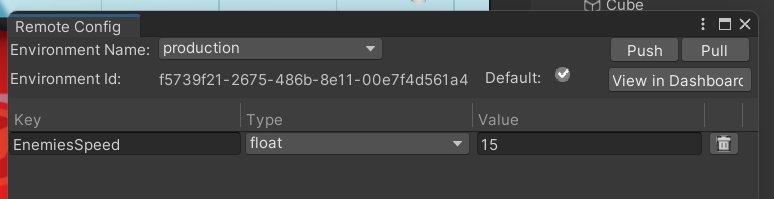 Cube
Remote Config
Environment Name: production Push Pull
Environment Id: f5739f21-2675-486b-8e11-00e7f4d561a4 Default: View in Dashboard
Key Type Value
EnemiesSpeed float 15